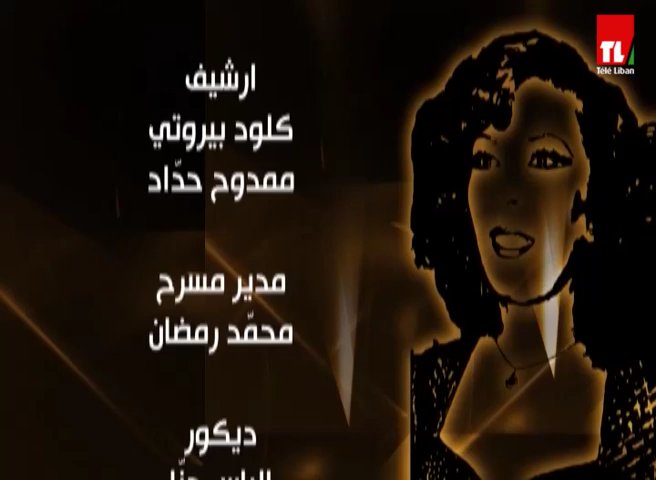 TL
Télé Liban
ارشيف
كلود بيروتي
ممدوح حدّاد
مدير مسرح
محمّد رمضان
ديكور